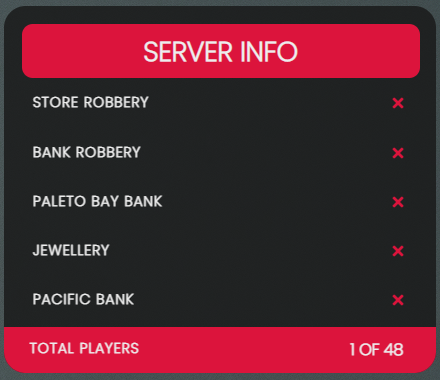 SERVER INFO
STORE ROBBERY
BANK ROBBERY
PALETO BAY BANK
JEWELLERY
PACIFIC BANK
TOTAL PLAYERS 1 OF 48